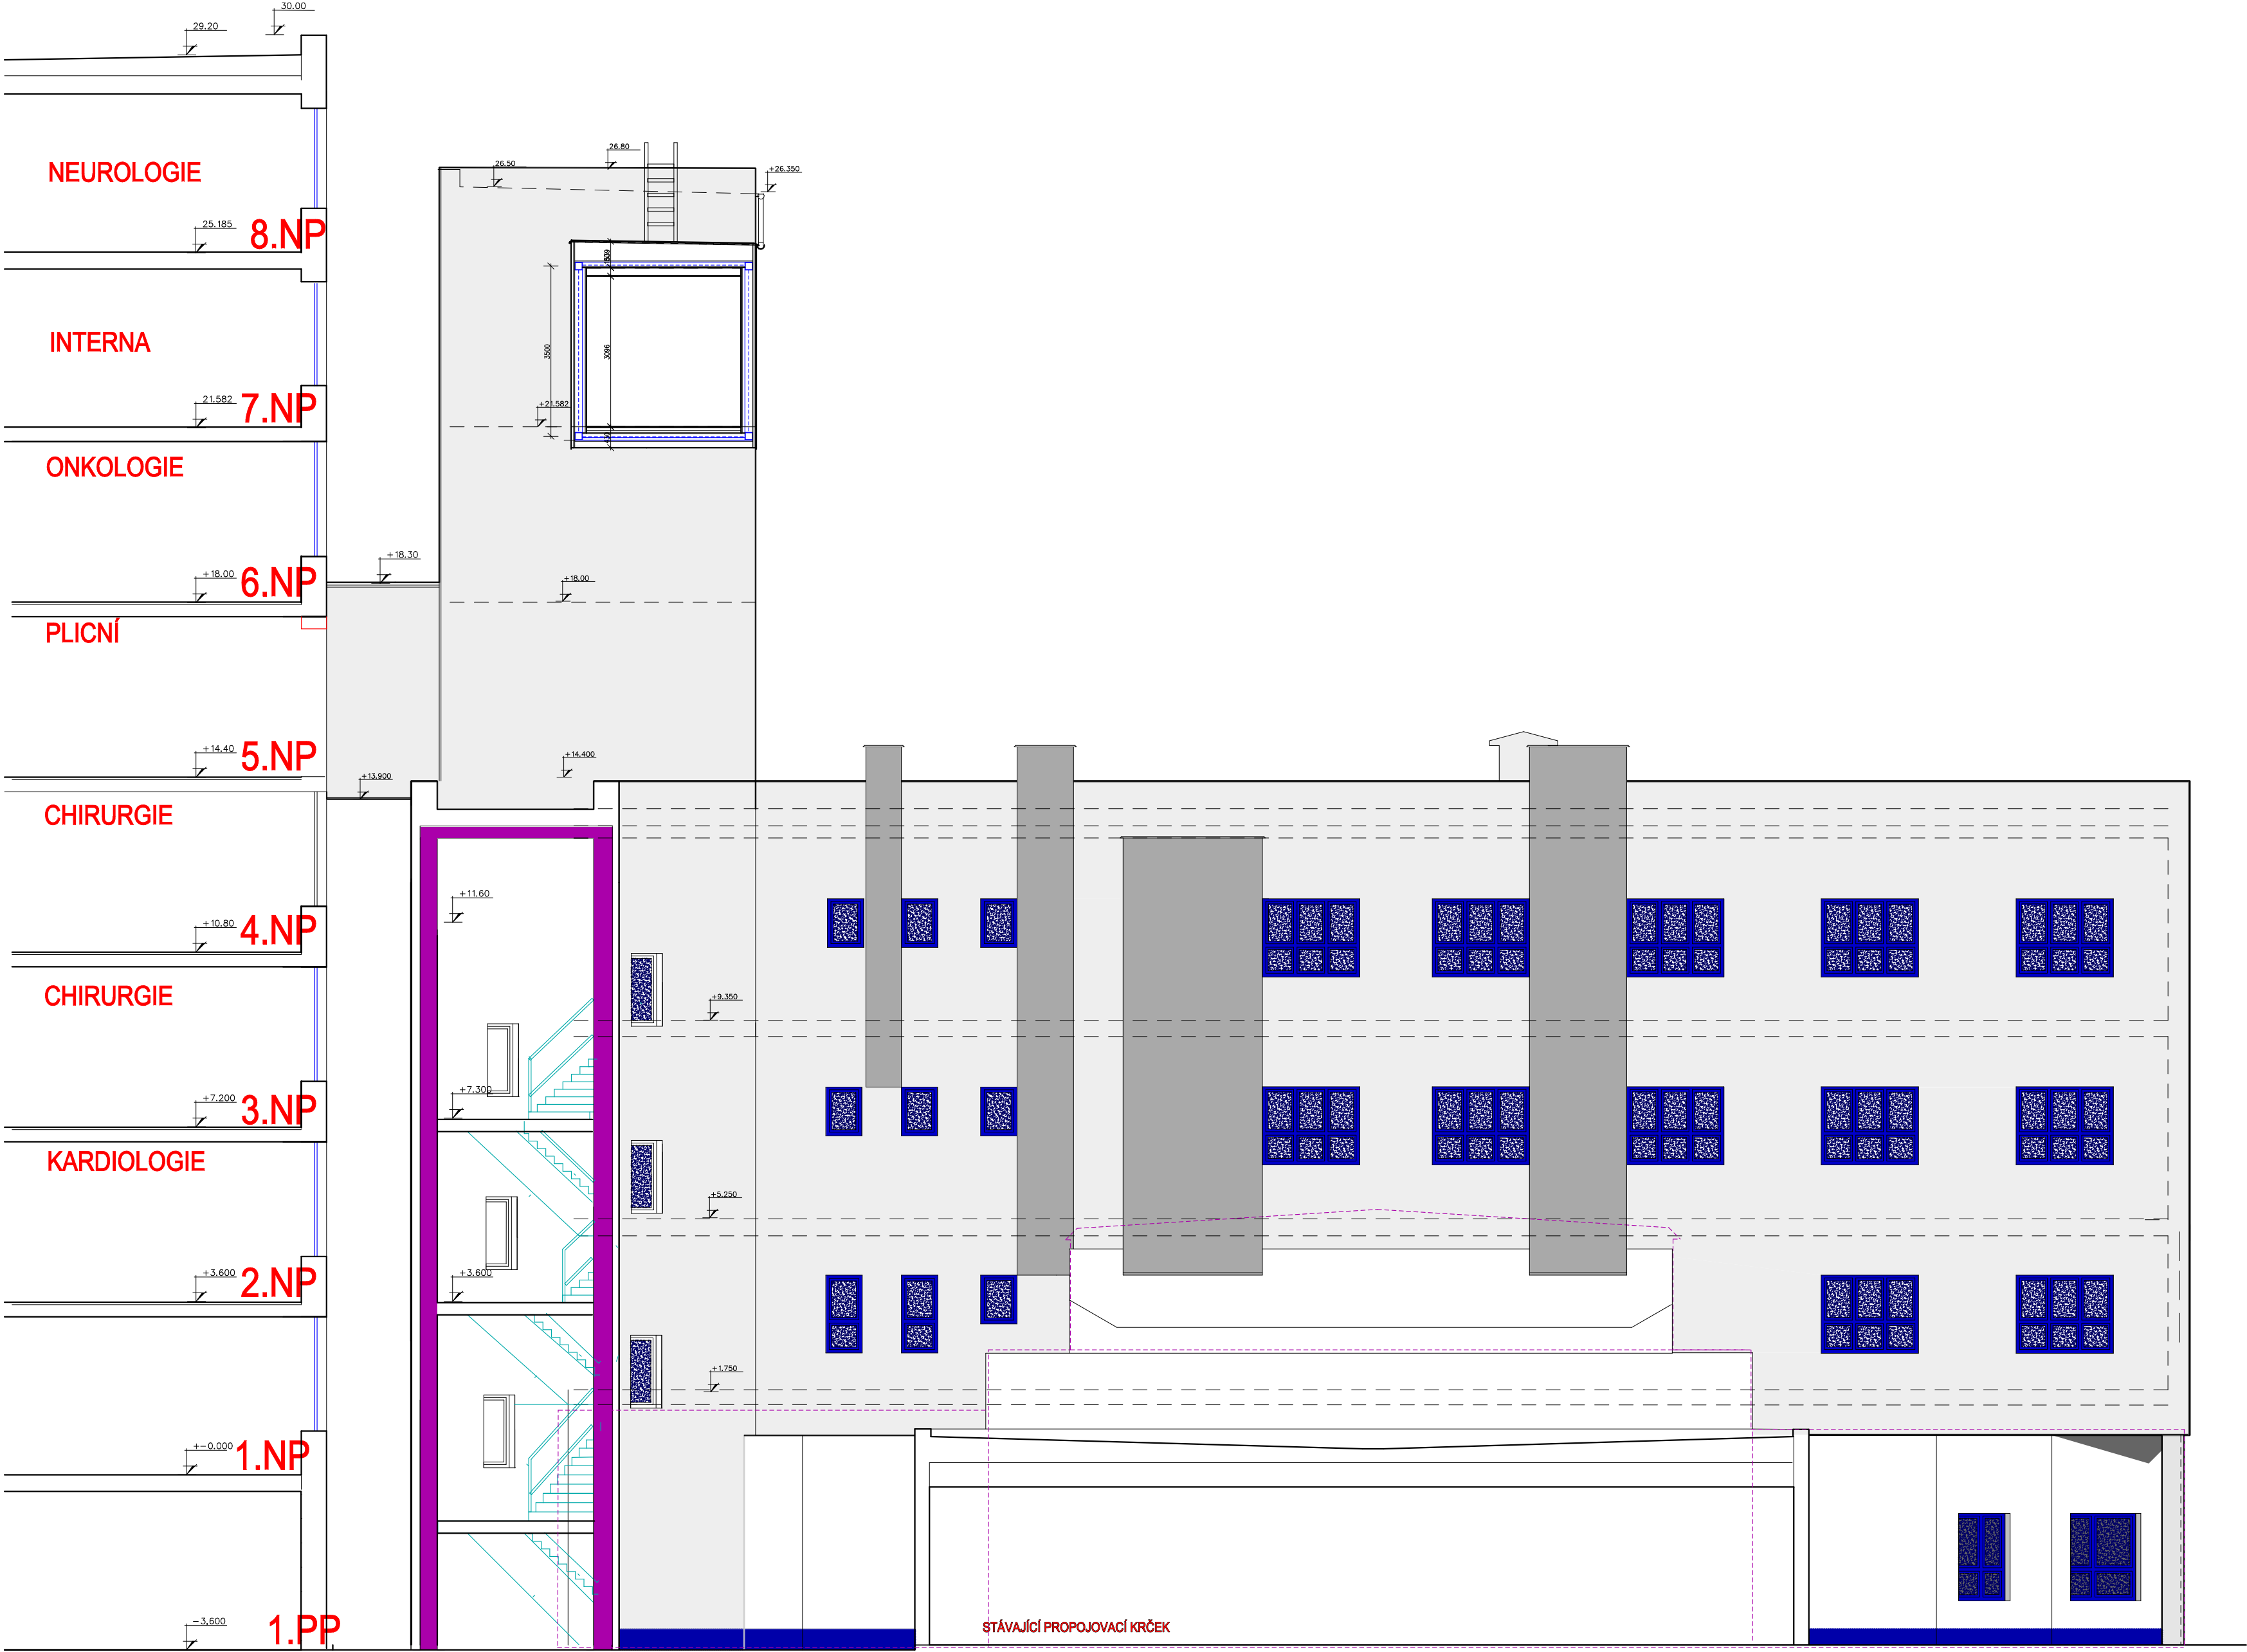 30.00
29.20
NEUROLOGIE
25.185
8.NP
26.50
26.80
+26.350
INTERNA
3500
3096
21.582
7.NP
+21.582
430
ONKOLOGIE
+18.30
+18.00
6.NP
+18.00
PLICNÍ
+14.40
5.NP
+14.400
+13.900
CHIRURGIE
+11.60
+10.80
4.NP
CHIRURGIE
+9.350
+7.300
+7.200
3.NP
KARDIOLOGIE
+5.250
+3.600
2.NP
+3.600
+1.750
+-0.000
1.NP
-3.600
1.PP
STÁVAJÍCÍ PROPOJOVACÍ KRČEK